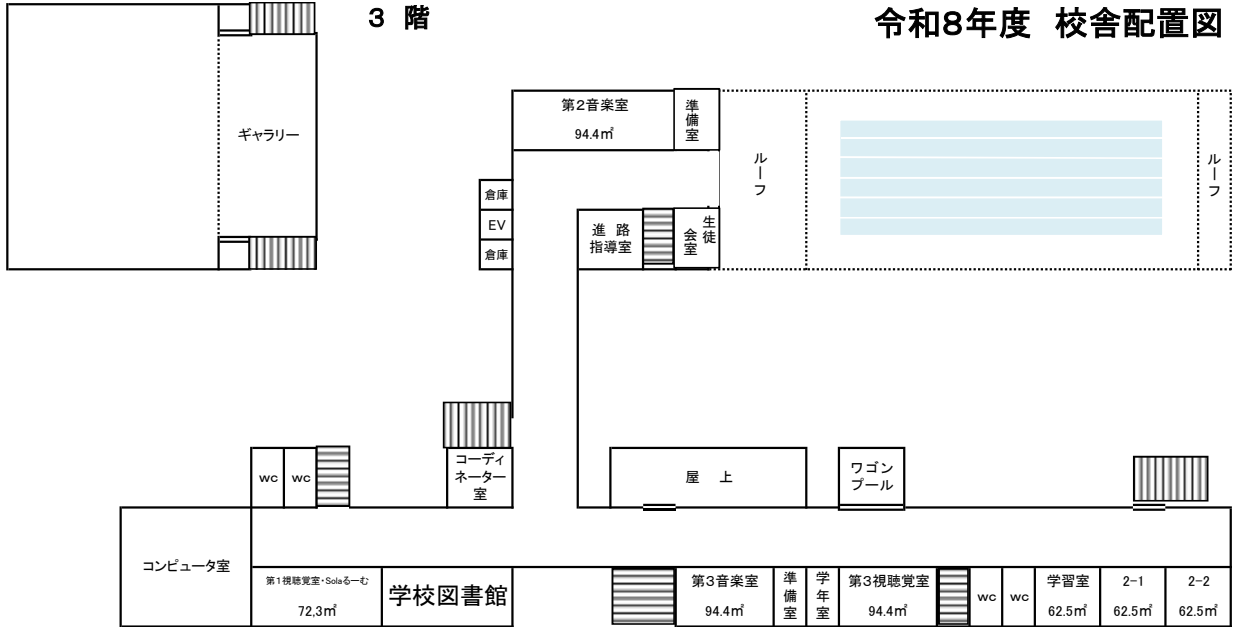 3 階
令和8年度 校舎配置図
ギャラリー
第2音楽室
94.4㎡
準備室
ルーフ
ルーフ
倉庫
EV
倉庫
進 路
指導室
生徒
会室
コーディ
ネーター
室
wc
wc
屋 上
ワゴン
プール
コンピュータ室
第1視聴覚室・Solaるーむ
72,3㎡
学校図書館
第3音楽室
94.4㎡
準備室
学年室
第3視聴覚室
94.4㎡
wc
wc
学習室
62.5㎡
2-1
62.5㎡
2-2
62.5㎡